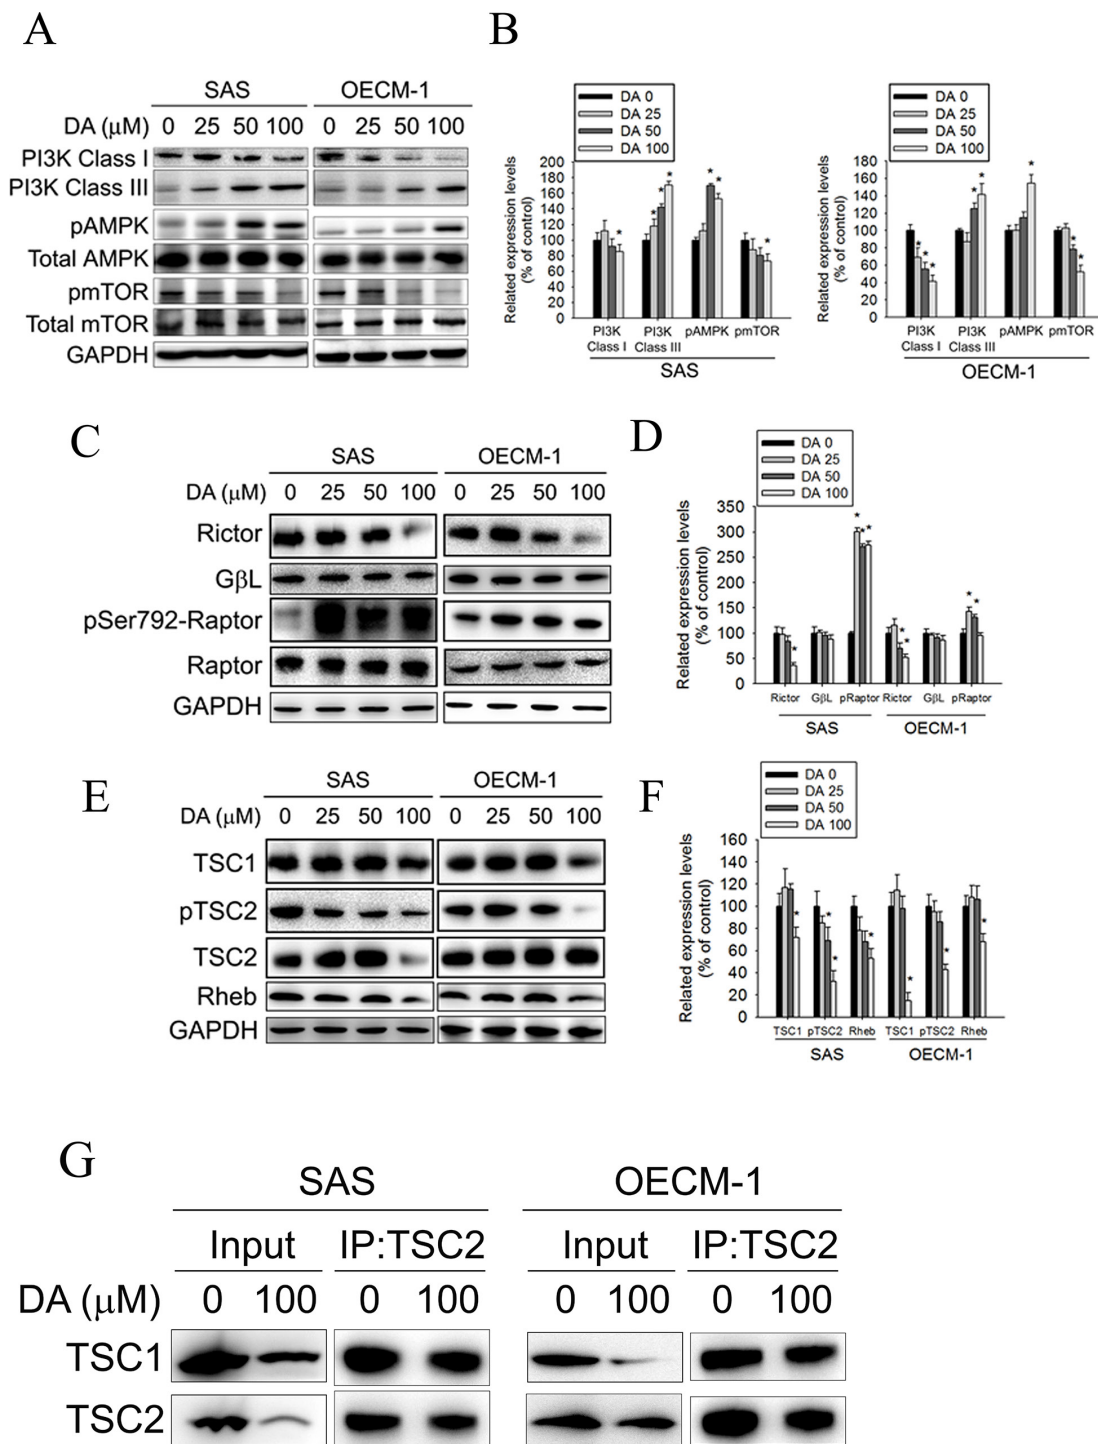 A
SAS OECM-1
DA (μM) 0 25 50 100 0 25 50 100
PI3K Class I
PI3K Class III
pAMPK
Total AMPK
pmTOR
Total mTOR
GAPDH
B
DA 0
DA 25
DA 50
DA 100
Related expression levels
(% of control)
200
180
160
140
120
100
80
60
40
20
0
* * * * * * *
PI3K PI3K pAMPK pmTOR
Class I Class III
SAS
DA 0
DA 25
DA 50
DA 100
Related expression levels
(% of control)
180
160
140
120
100
80
60
40
20
0
* * * * * * * *
PI3K PI3K pAMPK pmTOR
Class I Class III
OECM-1
C
SAS OECM-1
DA (μM) 0 25 50 100 0 25 50 100
Rictor
GβL
pSer792-Raptor
Raptor
GAPDH
D
DA 0
DA 25
DA 50
DA 100
Related expression levels
(% of control)
350
300
250
200
150
100
50
0
* * * * * * * *
Rictor GβL pRaptor Rictor GβL pRaptor
SAS OECM-1
E
SAS OECM-1
DA (μM) 0 25 50 100 0 25 50 100
TSC1
pTSC2
TSC2
Rheb
GAPDH
F
DA 0
DA 25
DA 50
DA 100
Related expression levels
(% of control)
160
140
120
100
80
60
40
20
0
* * * * * * *
TSC1 pTSC2 Rheb TSC1 pTSC2 Rheb
SAS OECM-1
G
SAS OECM-1
Input IP:TSC2 Input IP:TSC2
DA (μM) 0 100 0 100 0 100 0 100
TSC1
TSC2